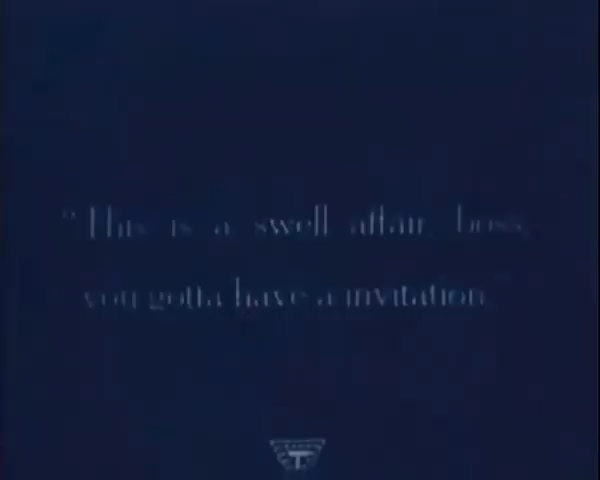 "This is a swell affair, boss,
you gotta have a invitation.
T